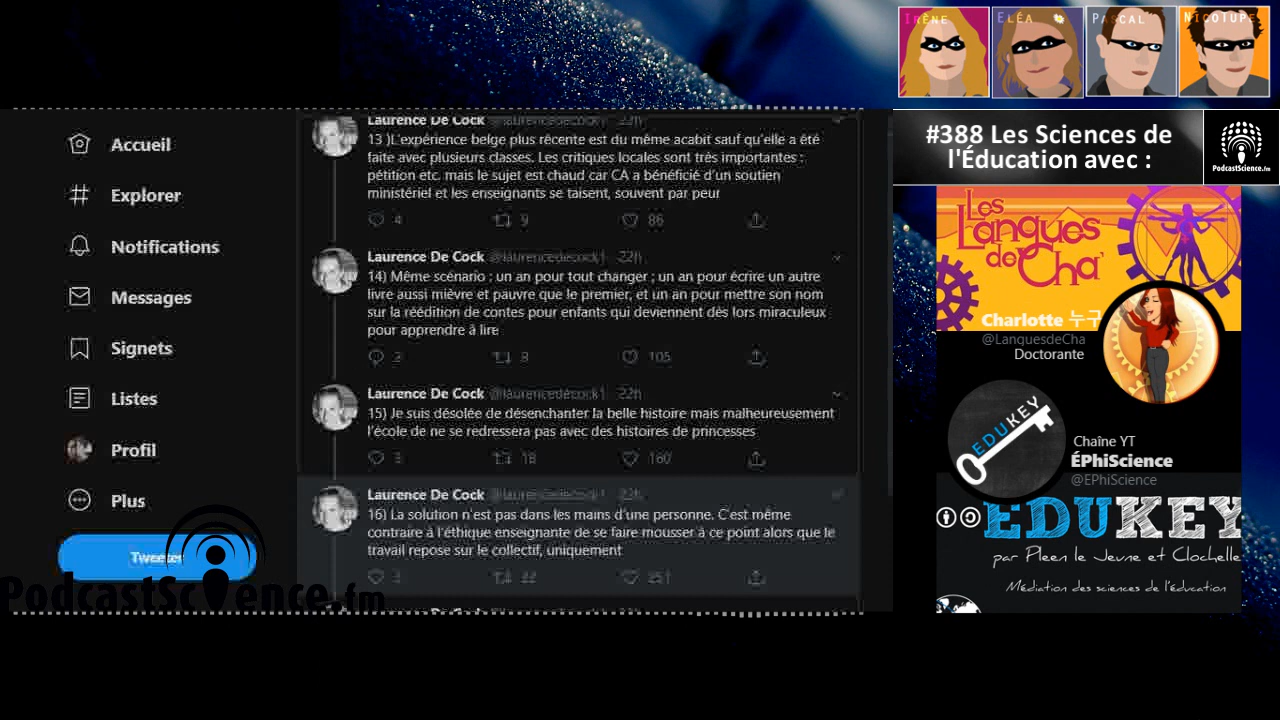 IRÈNE
ELÉA
PASCAL
NICOTUPE
#388 Les Sciences de
l'Éducation avec :
PodcastScience.fm
Accueil
Explorer
Notifications
Messages
Signets
Listes
Profil
Plus
Tweeter
Laurence De Cock @laurencedecock1 22h
13 )L'expérience belge plus récente est du même acabit sauf qu'elle a été
faite avec plusieurs classes. Les critiques locales sont très importantes :
pétition etc. mais le sujet est chaud car CA a bénéficié d'un soutien
ministériel et les enseignants se taisent, souvent par peur
4 9 86
Laurence De Cock @laurencedecock1 22h
14) Même scénario : un an pour tout changer ; un an pour écrire un autre
livre aussi mièvre et pauvre que le premier, et un an pour mettre son nom
sur la réédition de contes pour enfants qui deviennent dès lors miraculeux
pour apprendre à lire
105
Laurence De Cock @laurencedecock1 22h
15) Je suis désolée de désenchanter la belle histoire mais malheureusement
l'école de ne se redressera pas avec des histoires de princesses
3 18 160
Laurence De Cock @laurencedecock1 22h
16) La solution n'est pas dans les mains d'une personne. C'est même
contraire à l'éthique enseignante de se faire mousser à ce point alors que le
travail repose sur le collectif, uniquement
PodcastScience.fm
Les
Langues
de Cha'
Charlotte 누구
@LanguesdeCha
Doctorante
EDUKEY
Chaîne YT
ÉPhiScience
@EPhiScience
EDUKEY
par Pleen le Jeune et Clochelle
Médiation des sciences de l'éducation